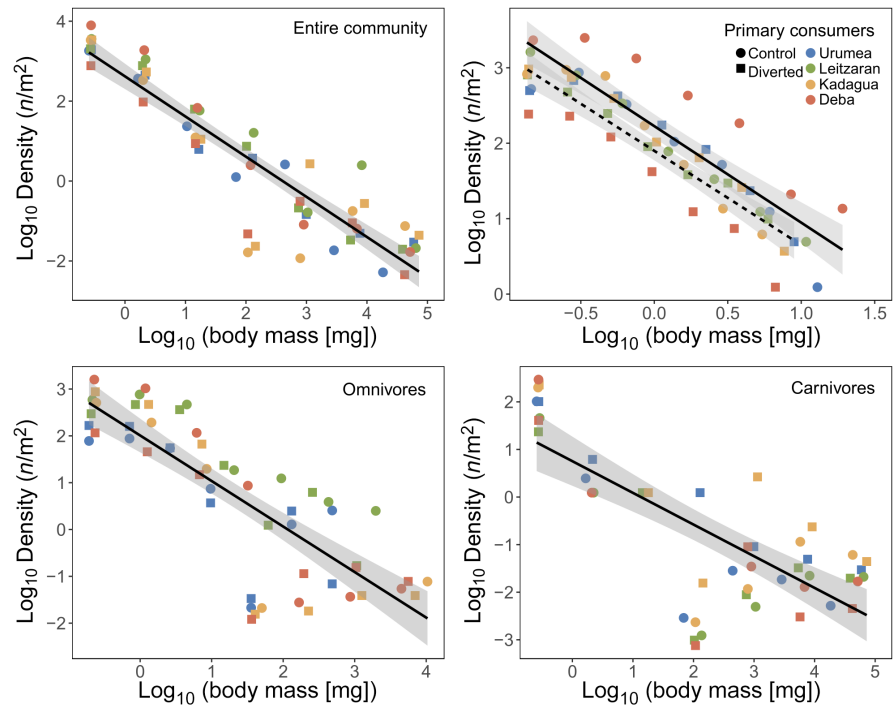 Entire community
Log10 Density (n/m²)
4
2
0
−2
0
1
2
3
4
5
Log10 (body mass [mg])
Primary consumers
Control
Diverted
Urumea
Leitzaran
Kadagua
Deba
Log10 Density (n/m²)
3
2
1
0
−0.5
0.0
0.5
1.0
1.5
Log10 (body mass [mg])
Omnivores
Log10 Density (n/m²)
3
2
1
0
−1
−2
0
1
2
3
4
Log10 (body mass [mg])
Carnivores
Log10 Density (n/m²)
2
1
0
−1
−2
−3
0
1
2
3
4
5
Log10 (body mass [mg])